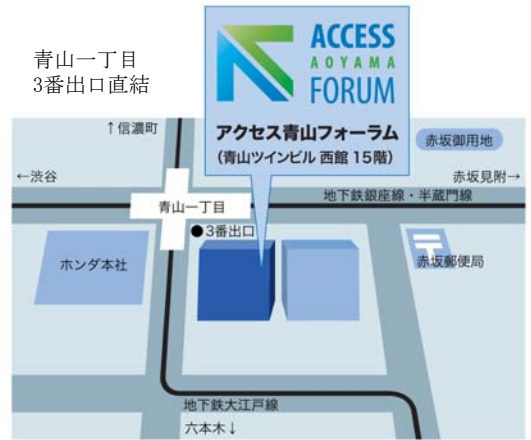 青山一丁目
3番出口直結
ACCESS
AOYAMA
FORUM
アクセス青山フォーラム
(青山ツインビル 西館 15階)
↑信濃町
赤坂御用地
←渋谷
赤坂見附→
地下鉄銀座線・半蔵門線
青山一丁目
●3番出口
ホンダ本社
〒
赤坂郵便局
地下鉄大江戸線
六本木↓